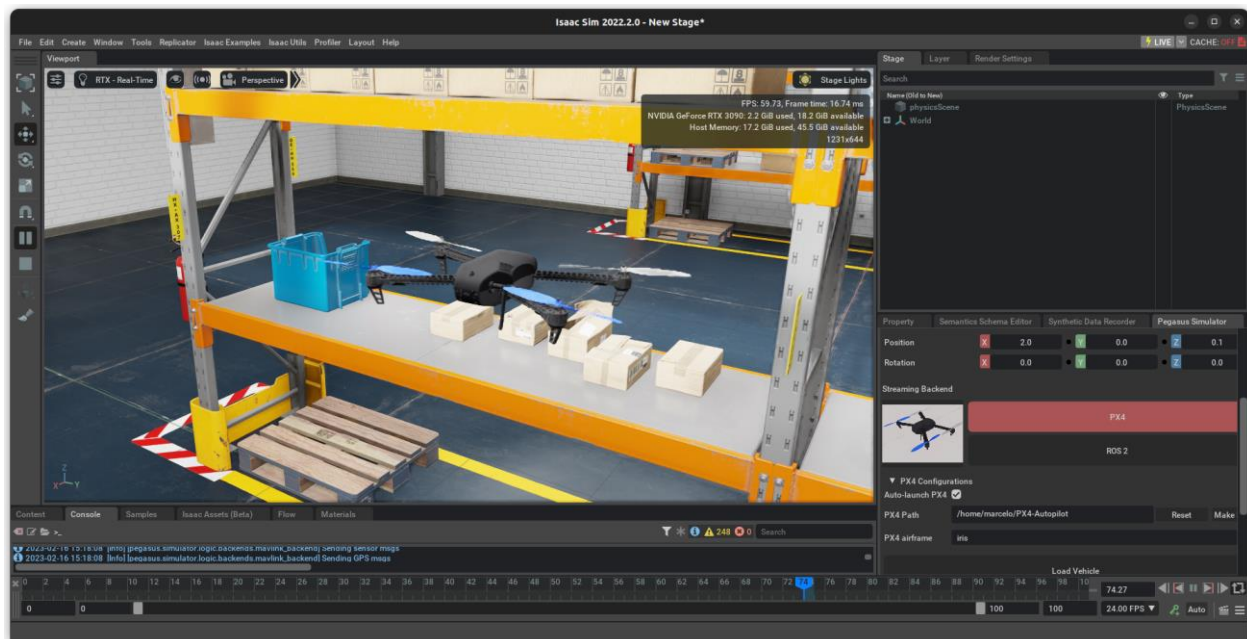 Isaac Sim 2022.2.0 - New Stage*
File Edit Create Window Tools Replicator Isaac Examples Isaac Utils Profiler Layout Help
LIVE CACHE: OFF
Viewport
RTX - Real-Time
Perspective
Stage Lights
FPS: 59.73, Frame time: 16.74 ms
NVIDIA GeForce RTX 3090: 2.2 GiB used, 18.2 GiB available
Host Memory: 17.2 GiB used, 45.5 GiB available
1231x644
Z
X Y
Stage Layer Render Settings
Search
Name (Old to New) Type
physicsScene PhysicsScene
World
Property Semantics Schema Editor Synthetic Data Recorder Pegasus Simulator
Position X 2.0 Y 0.0 Z 0.1
Rotation X 0.0 Y 0.0 Z 0.0
Streaming Backend
PX4
ROS 2
PX4 Configurations
Auto-launch PX4
PX4 Path /home/marcelo/PX4-Autopilot Reset Make
PX4 airframe iris
Load Vehicle
Content Console Samples Isaac Assets (Beta) Flow Materials
248 0 Search
2023-02-16 15:18:08 [Info] [pegasus.simulator.logic.backends.mavlink_backend] Sending sensor msgs
2023-02-16 15:18:08 [Info] [pegasus.simulator.logic.backends.mavlink_backend] Sending GPS msgs
0 2 4 6 8 10 12 14 16 18 20 22 24 26 28 30 32 34 36 38 40 42 44 46 48 50 52 54 56 58 60 62 64 66 68 70 72 74 76 78 80 82 84 86 88 90 92 94 96 98 74.27
0 0 100 100 24.00 FPS Auto